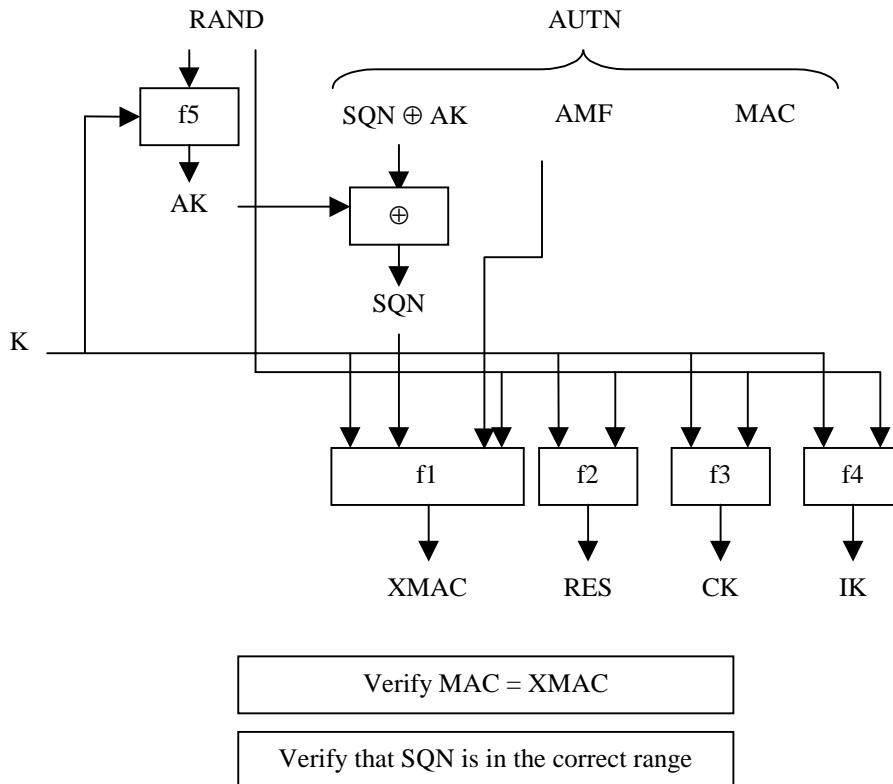 RAND AUTN
f5 SQN ⊕ AK AMF MAC
AK ⊕
SQN
K
f1 f2 f3 f4
XMAC RES CK IK
Verify MAC = XMAC
Verify that SQN is in the correct range